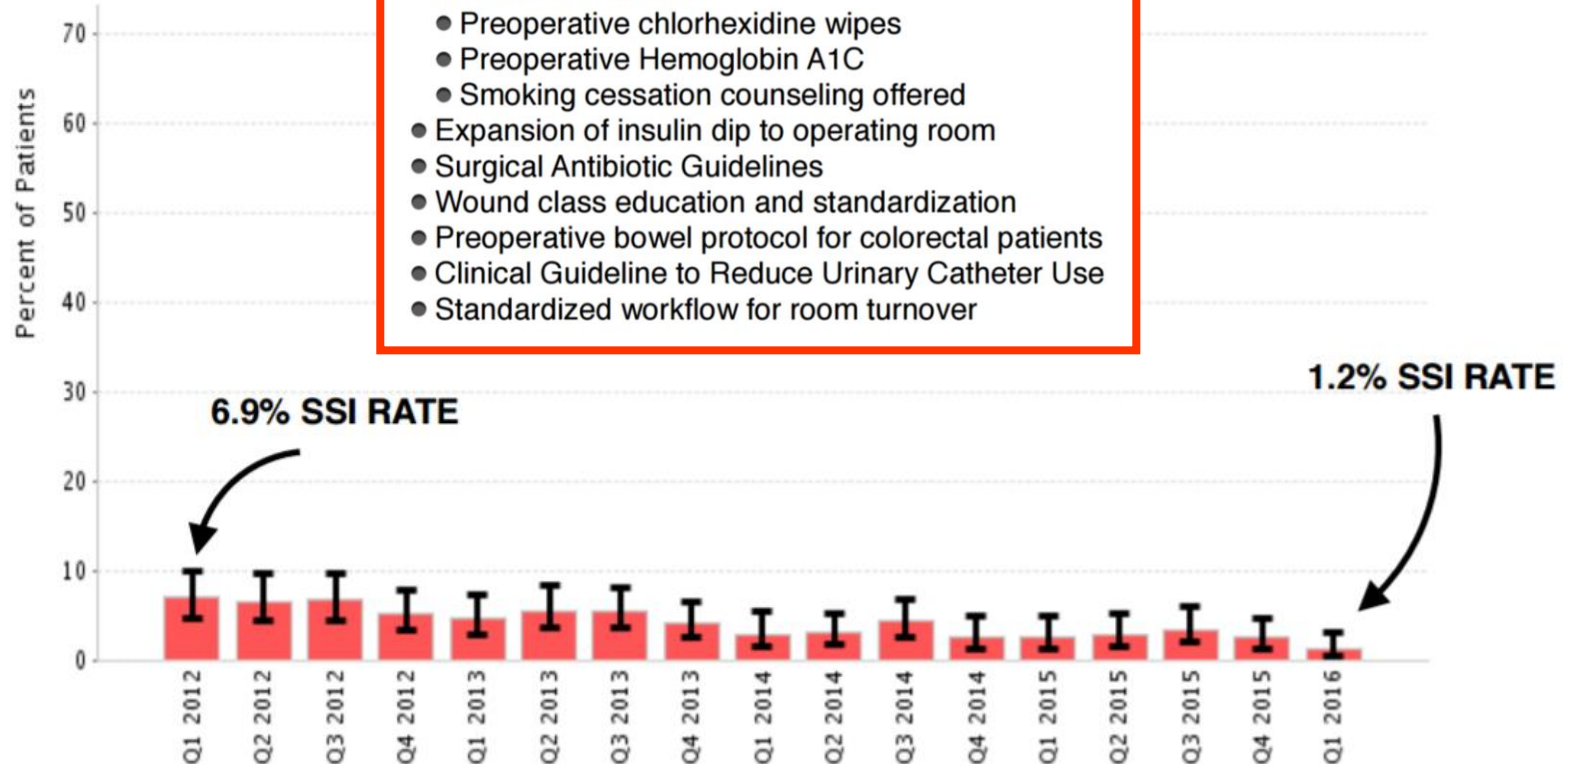 70
60
50
40
30
20
10
0
Percent of Patients
● Preoperative chlorhexidine wipes
● Preoperative Hemoglobin A1C
● Smoking cessation counseling offered
● Expansion of insulin dip to operating room
● Surgical Antibiotic Guidelines
● Wound class education and standardization
● Preoperative bowel protocol for colorectal patients
● Clinical Guideline to Reduce Urinary Catheter Use
● Standardized workflow for room turnover
6.9% SSI RATE
1.2% SSI RATE
Q1 2012
Q2 2012
Q3 2012
Q4 2012
Q1 2013
Q2 2013
Q3 2013
Q4 2013
Q1 2014
Q2 2014
Q3 2014
Q4 2014
Q1 2015
Q2 2015
Q3 2015
Q4 2015
Q1 2016